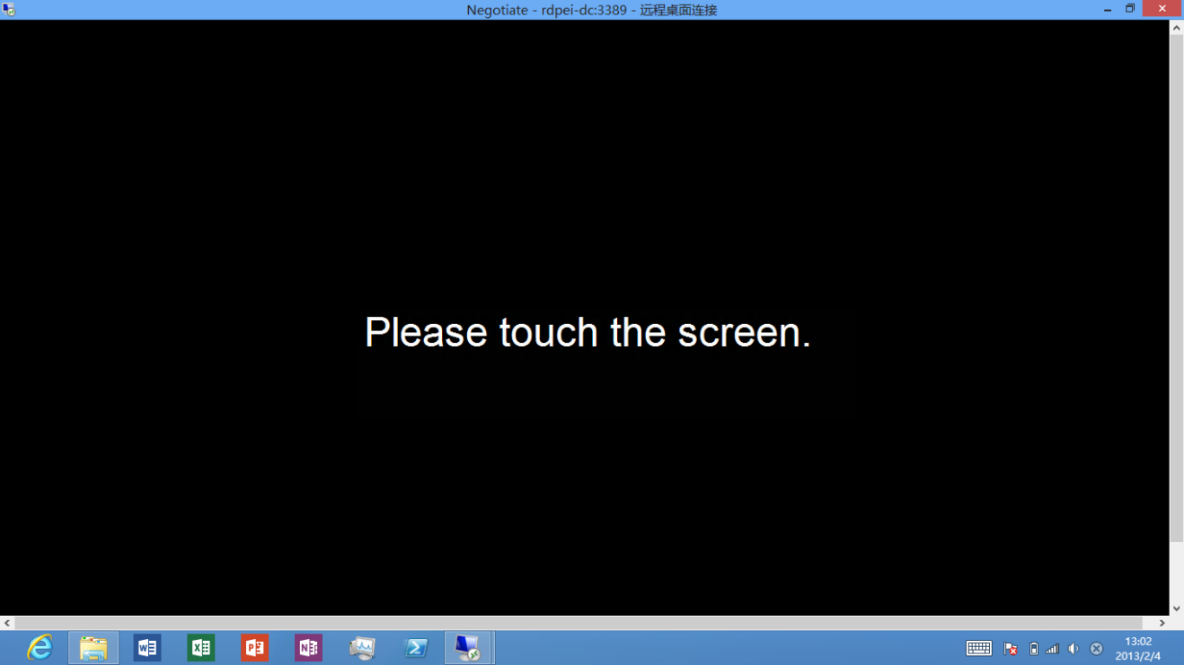 Negotiate - rdpei-dc:3389 - 远程桌面连接
Please touch the screen.
13:02
2013/2/4